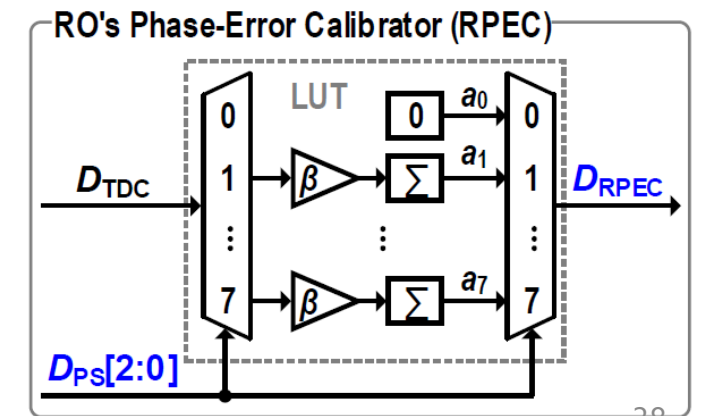 RO's Phase-Error Calibrator (RPEC)
LUT
0
0
a0
0
DTDC
1
β
∑
a1
1
DRPEC
⋮
⋮
⋮
7
β
∑
a7
7
DPS[2:0]